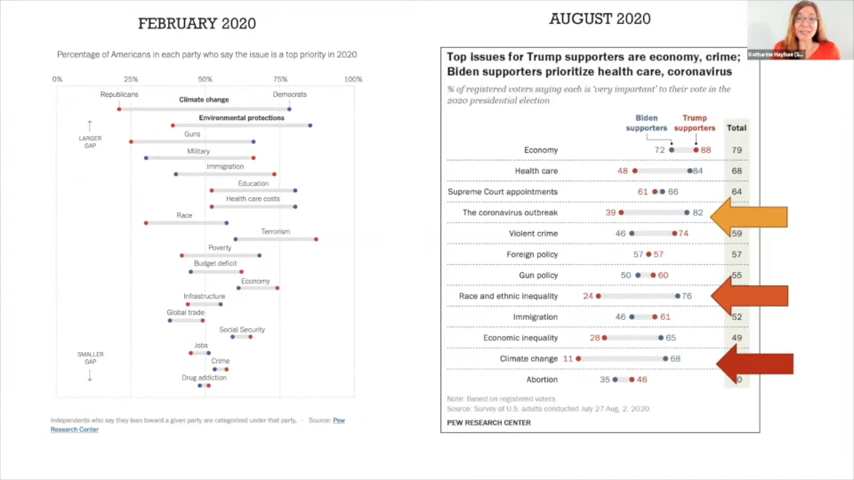 FEBRUARY 2020
Percentage of Americans in each party who say the issue is a top priority in 2020
0% 25% 50% 75% 100%
Republicans Democrats
Climate change
Environmental protections
LARGER
GAP
Guns
Military
Immigration
Education
Health care costs
Race
Terrorism
Poverty
Budget deficit
Economy
Infrastructure
Global trade
Social Security
Jobs
SMALLER
GAP
Crime
Drug addiction
Independents who say they lean toward a given party are categorized under that party. · Source: Pew
Research Center
AUGUST 2020
Katharine Hayhoe (S...
Top issues for Trump supporters are economy, crime;
Biden supporters prioritize health care, coronavirus
% of registered voters saying each is 'very important' to their vote in the
2020 presidential election
Biden Trump
supporters supporters Total
Economy 72 88 79
Health care 48 84 68
Supreme Court appointments 61 66 64
The coronavirus outbreak 39 82
Violent crime 46 74 59
Foreign policy 57 57 57
Gun policy 50 60 55
Race and ethnic inequality 24 76
Immigration 46 61 52
Economic inequality 28 65 49
Climate change 11 68
Abortion 35 46
Note: Based on registered voters.
Source: Survey of U.S. adults conducted July 27-Aug. 2, 2020.
PEW RESEARCH CENTER